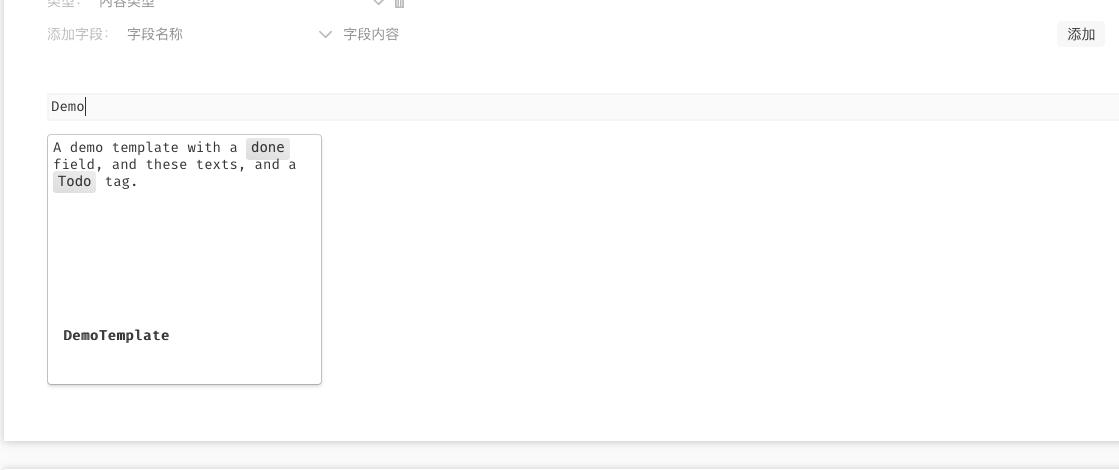 类型： 内容类型
添加字段： 字段名称 字段内容 添加
Demo
A demo template with a done
field, and these texts, and a
Todo tag.
DemoTemplate